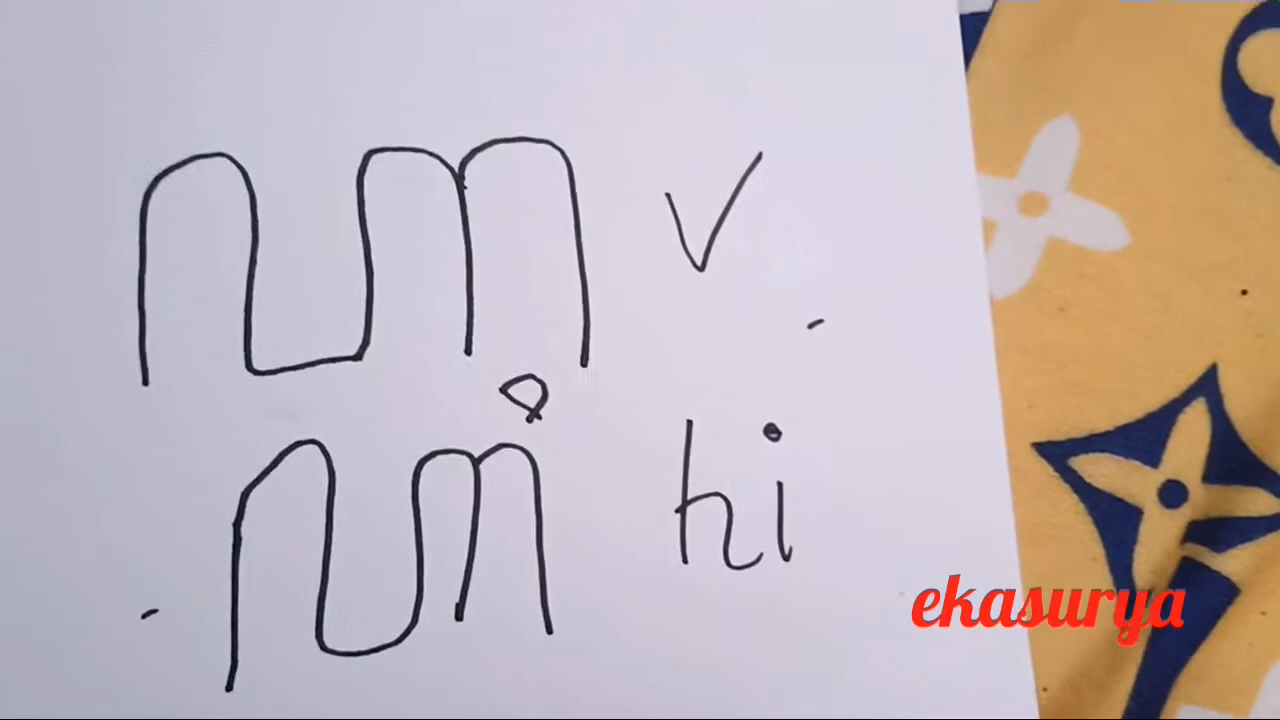 ꦲ ✓
ꦲꦶ hi
ekasurya